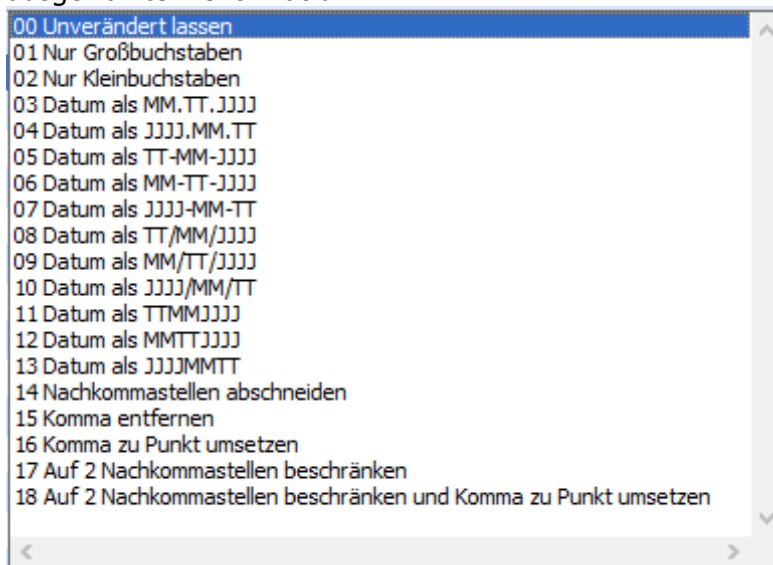 00 Unverändert lassen
01 Nur Großbuchstaben
02 Nur Kleinbuchstaben
03 Datum als MM.TT.JJJJ
04 Datum als JJJJ.MM.TT
05 Datum als TT-MM-JJJJ
06 Datum als MM-TT-JJJJ
07 Datum als JJJJ-MM-TT
08 Datum als TT/MM/JJJJ
09 Datum als MM/TT/JJJJ
10 Datum als JJJJ/MM/TT
11 Datum als TTMMJJJJ
12 Datum als MMTTJJJJ
13 Datum als JJJJMMTT
14 Nachkommastellen abschneiden
15 Komma entfernen
16 Komma zu Punkt umsetzen
17 Auf 2 Nachkommastellen beschränken
18 Auf 2 Nachkommastellen beschränken und Komma zu Punkt umsetzen